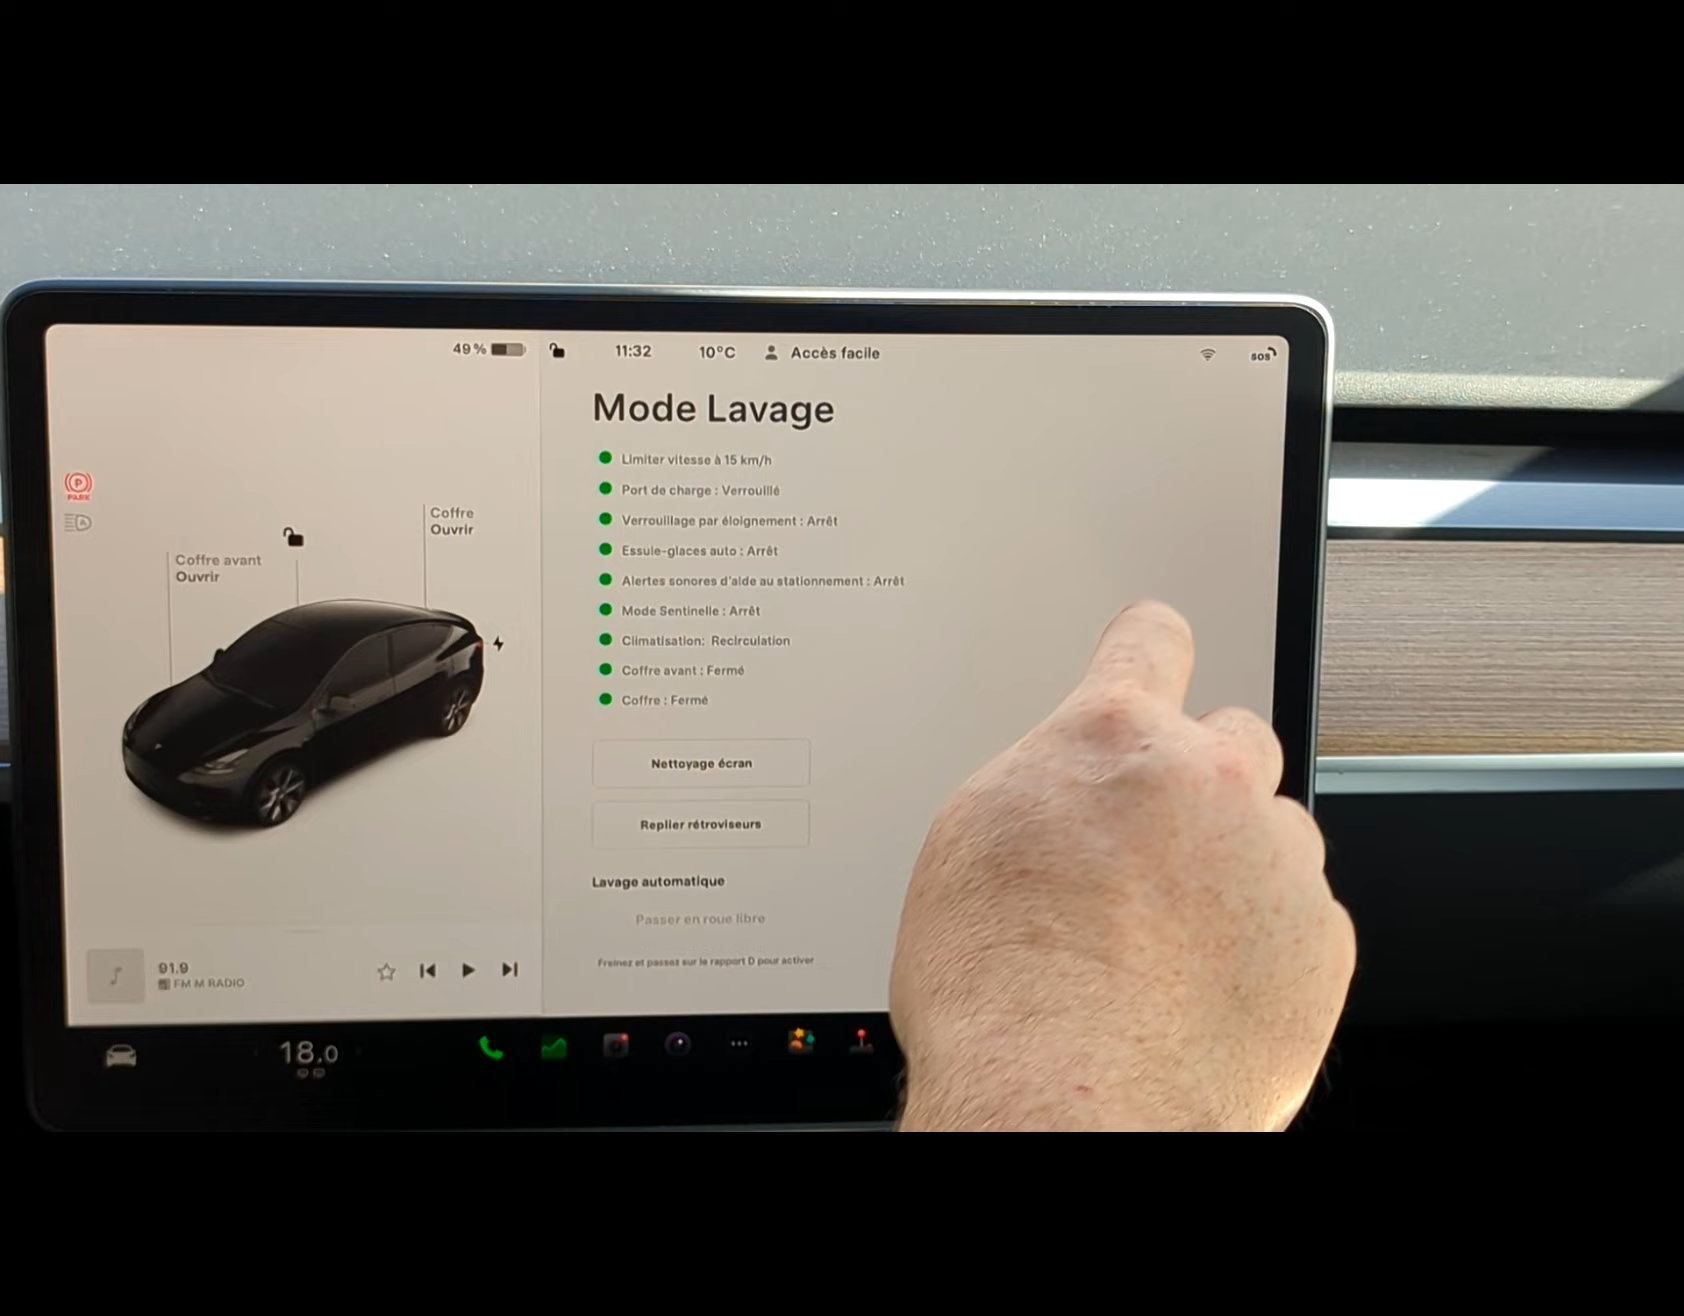 49 %
11:32
10°C
Accès facile
SOS
PARK
Coffre
Ouvrir
Coffre avant
Ouvrir
91.9
FM M RADIO
Mode Lavage
Limiter vitesse à 15 km/h
Port de charge : Verrouillé
Verrouillage par éloignement : Arrêt
Essuie-glaces auto : Arrêt
Alertes sonores d'aide au stationnement : Arrêt
Mode Sentinelle : Arrêt
Climatisation: Recirculation
Coffre avant : Fermé
Coffre : Fermé
Nettoyage écran
Replier rétroviseurs
Lavage automatique
Passer en roue libre
Freinez et passez sur le rapport D pour activer
18.0